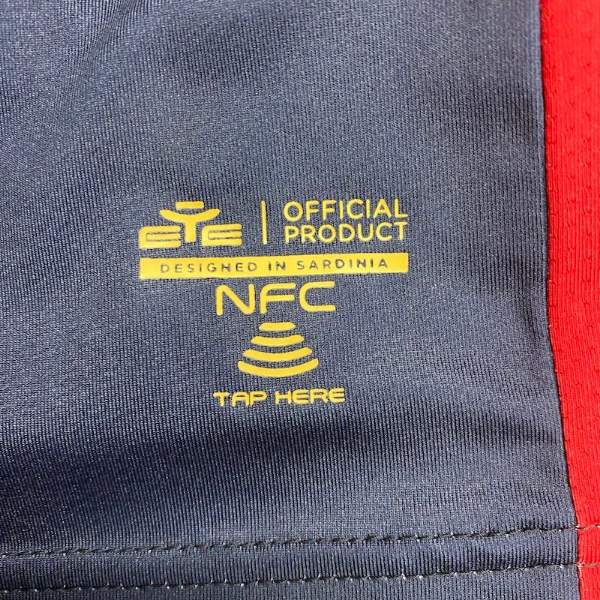 EYE | OFFICIAL
PRODUCT
DESIGNED IN SARDINIA
NFC
TAP HERE